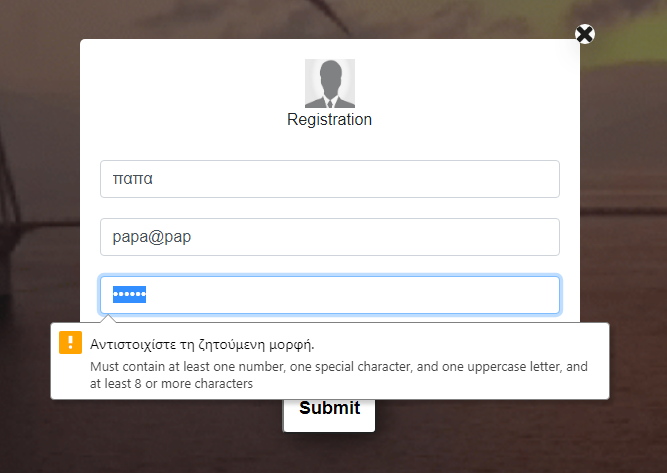 Registration
παπα
papa@pap
••••••
Αντιστοιχίστε τη ζητούμενη μορφή.
Must contain at least one number, one special character, and one uppercase letter, and
at least 8 or more characters
Submit